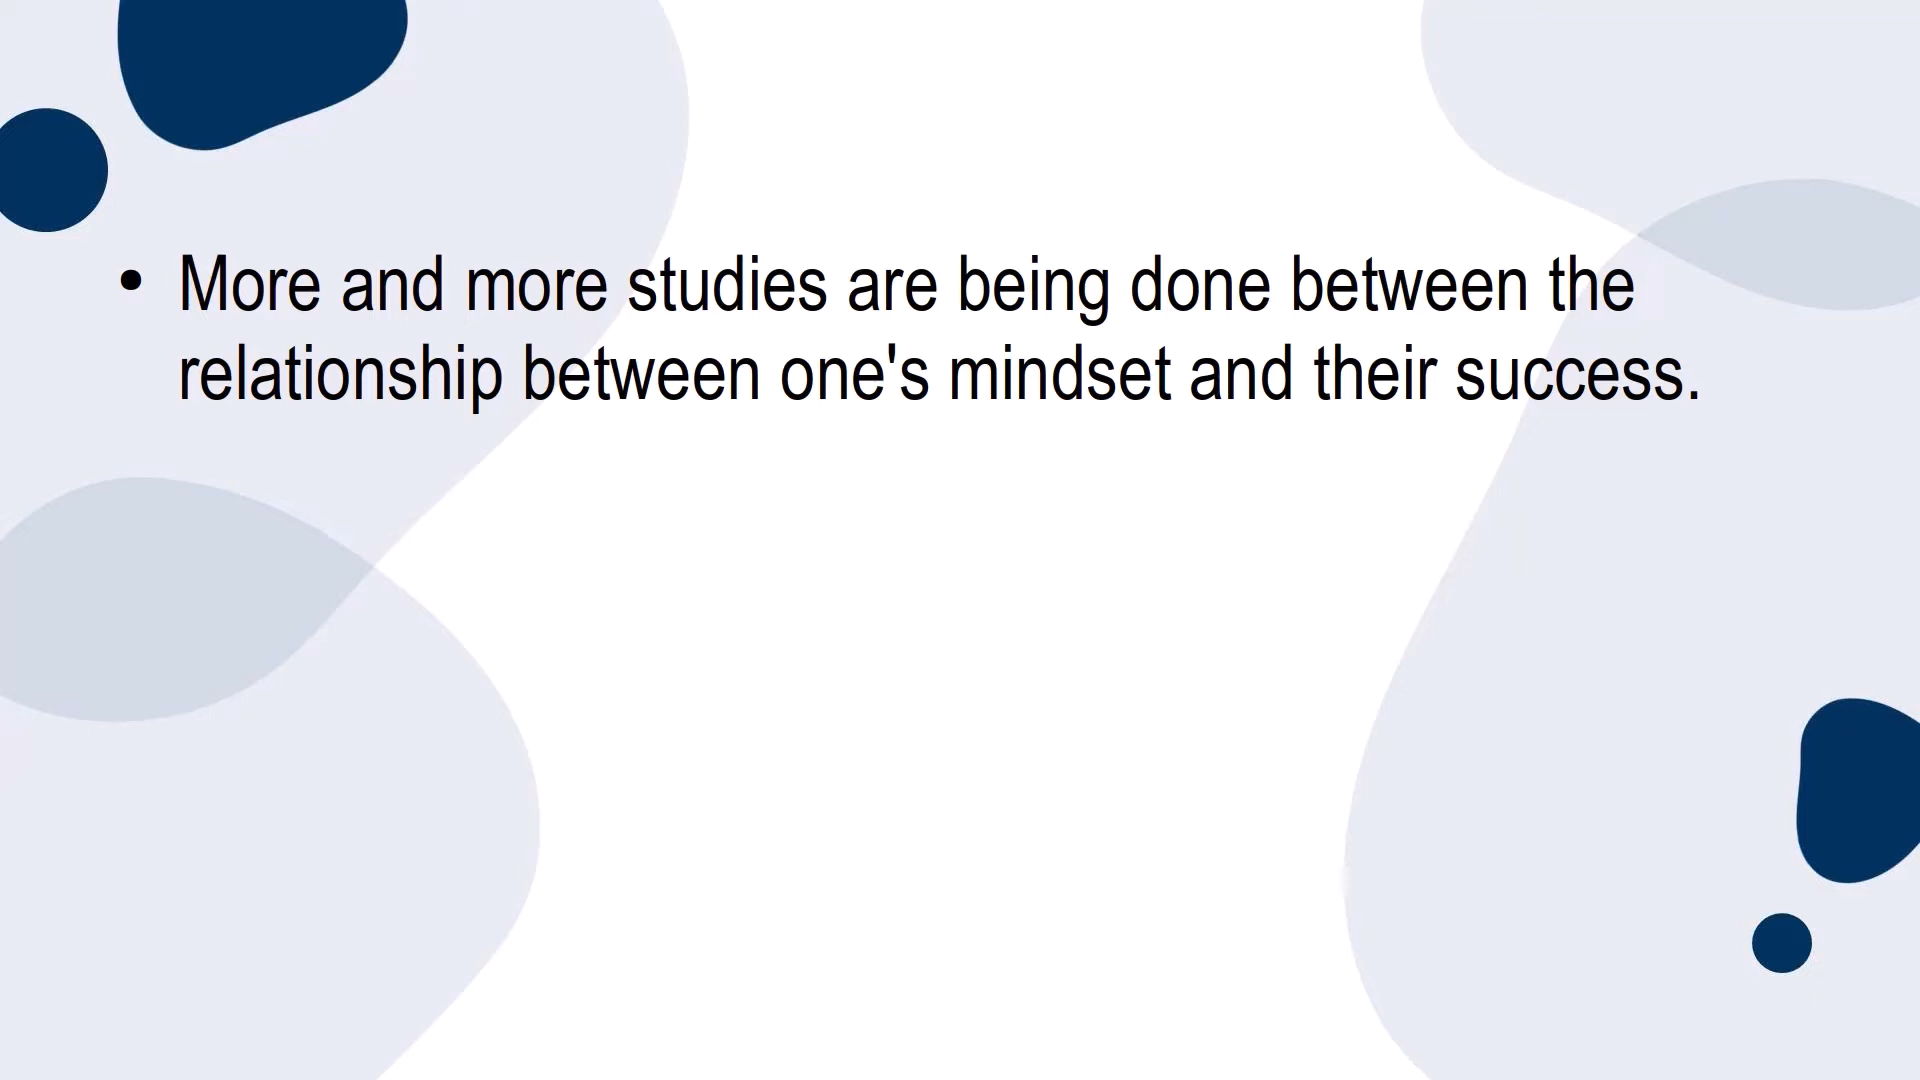 • More and more studies are being done between the
relationship between one's mindset and their success.